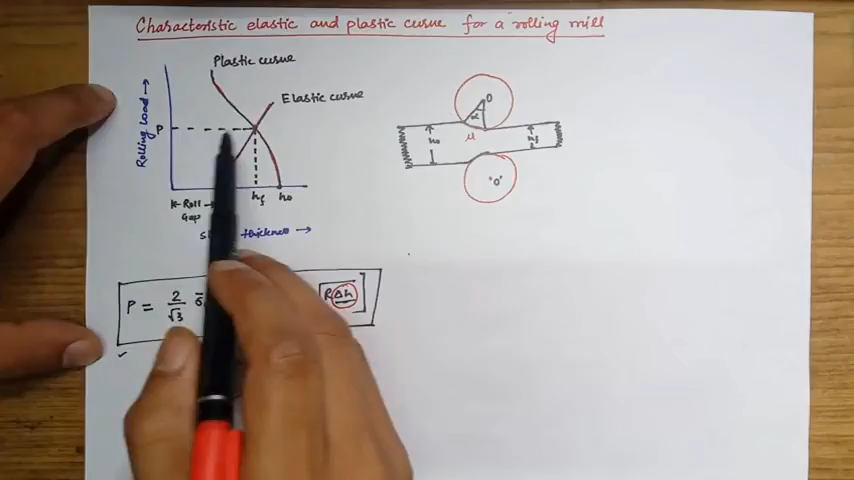 Characteristic elastic and plastic curve for a rolling mill
Plastic curve
Elastic curve
Rolling Load →
P
hf
ho
Roll
Gap
thickness →
O
α
μ
ho
hf
'O'
P = 2/√3 σ̄
RΔh